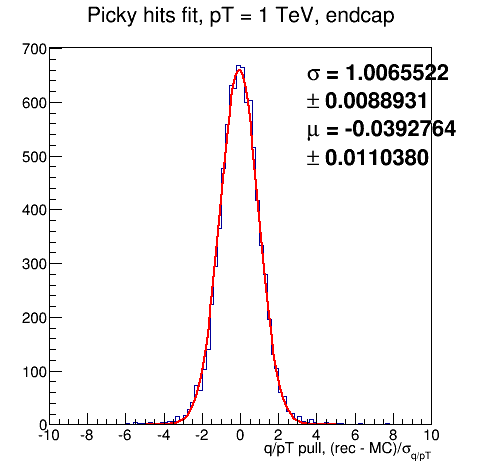 Picky hits fit, pT = 1 TeV, endcap
700
600
500
400
300
200
100
0
σ = 1.0065522
± 0.0088931
μ = -0.0392764
± 0.0110380
-10 -8 -6 -4 -2 0 2 4 6 8 10
q/pT pull, (rec - MC)/σq/pT